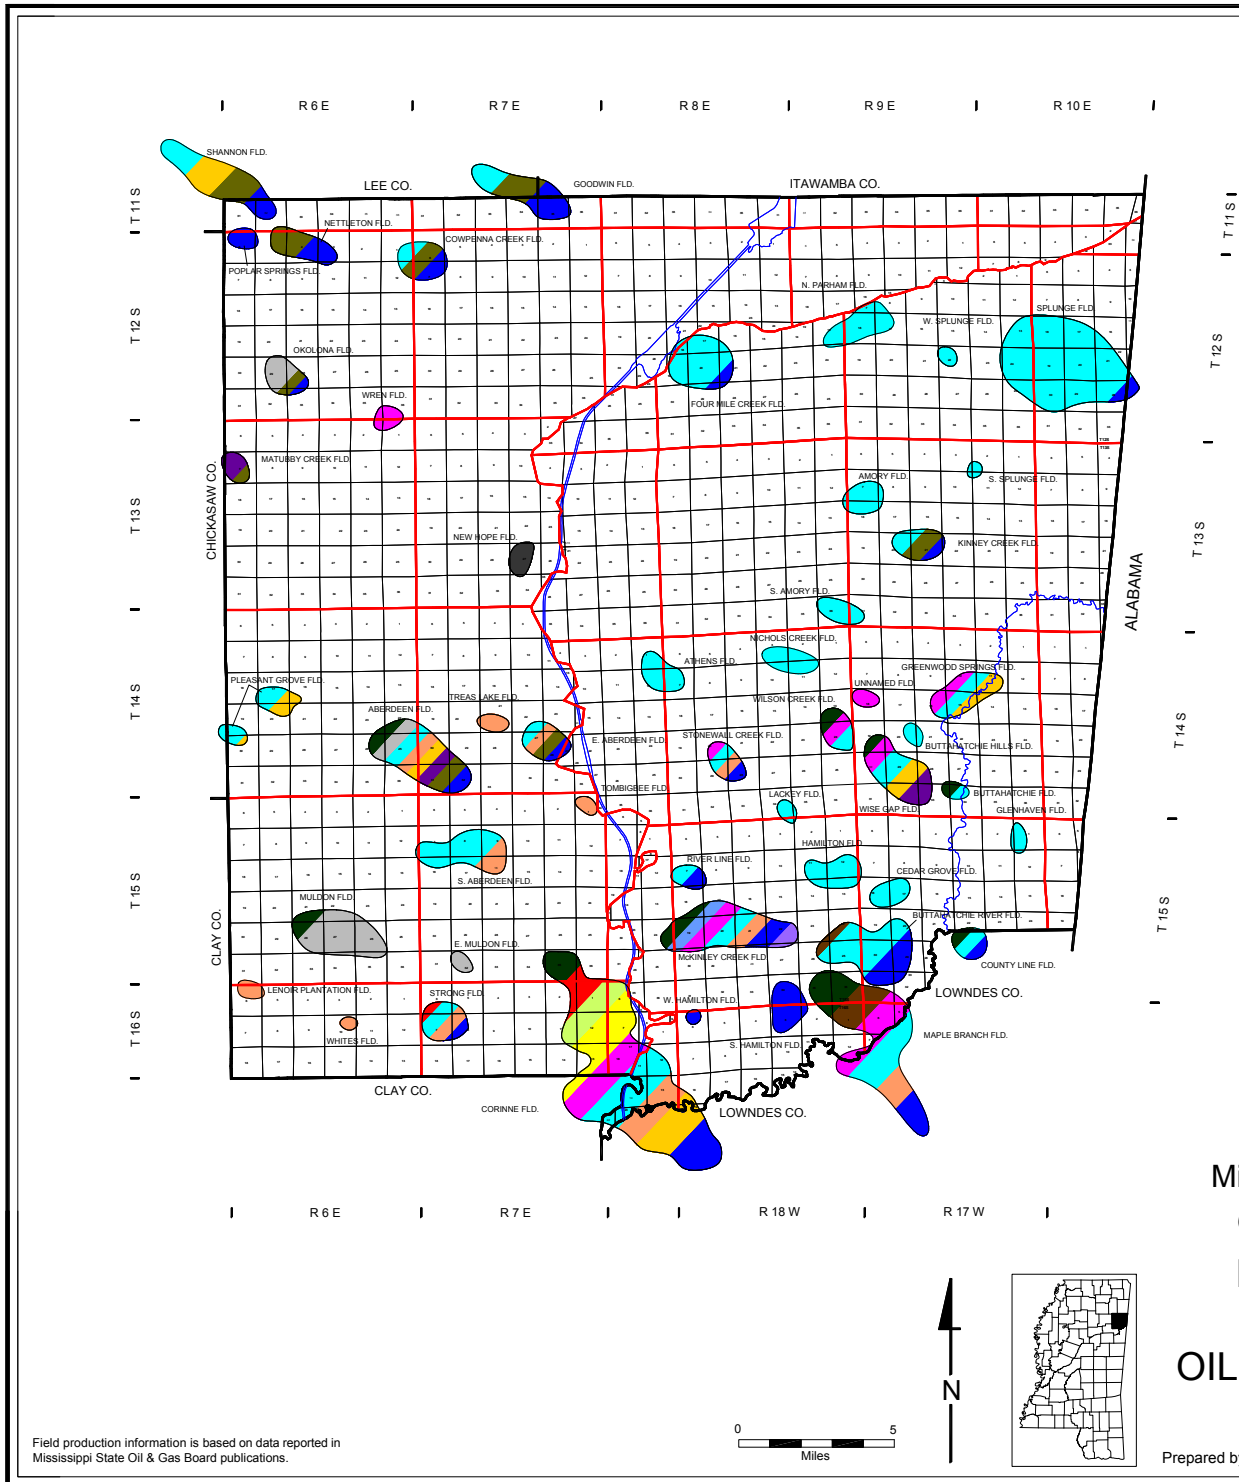 R 6 E
R 7 E
R 8 E
R 9 E
R 10 E
SHANNON FLD.
LEE CO.
GOODWIN FLD.
ITAWAMBA CO.
T 11 S
T 11 S
NETTLETON FLD.
COWPENNA CREEK FLD.
POPLAR SPRINGS FLD.
N. PARHAM FLD.
SPLUNGE FLD.
W. SPLUNGE FLD.
T 12 S
T 12 S
OKOLONA FLD.
WREN FLD.
FOUR MILE CREEK FLD.
MATUBBY CREEK FLD.
CHICKASAW CO.
AMORY FLD.
S. SPLUNGE FLD.
T 13 S
T 13 S
NEW HOPE FLD.
KINNEY CREEK FLD.
ALABAMA
S. AMORY FLD.
NICHOLS CREEK FLD.
ATHENS FLD.
GREENWOOD SPRINGS FLD.
PLEASANT GROVE FLD.
UNNAMED FLD.
T 14 S
T 14 S
TREAS LAKE FLD.
WILSON CREEK FLD.
ABERDEEN FLD.
E. ABERDEEN FLD.
STONEWALL CREEK FLD.
BUTTAHATCHIE HILLS FLD.
TOMBIGBEE FLD.
LACKEY FLD.
BUTTAHATCHIE FLD.
WISE GAP FLD.
GLENHAVEN FLD.
HAMILTON FLD.
RIVER LINE FLD.
CEDAR GROVE FLD.
S. ABERDEEN FLD.
T 15 S
T 15 S
MULDON FLD.
BUTTAHATCHIE RIVER FLD.
CLAY CO.
E. MULDON FLD.
McKINLEY CREEK FLD.
COUNTY LINE FLD.
LENOIR PLANTATION FLD.
STRONG FLD.
W. HAMILTON FLD.
LOWNDES CO.
T 16 S
WHITES FLD.
S. HAMILTON FLD.
MAPLE BRANCH FLD.
CLAY CO.
CORINNE FLD.
LOWNDES CO.
R 6 E
R 7 E
R 18 W
R 17 W
Mi
OIL
N
0
5
Miles
Field production information is based on data reported in
Mississippi State Oil & Gas Board publications.
Prepared by